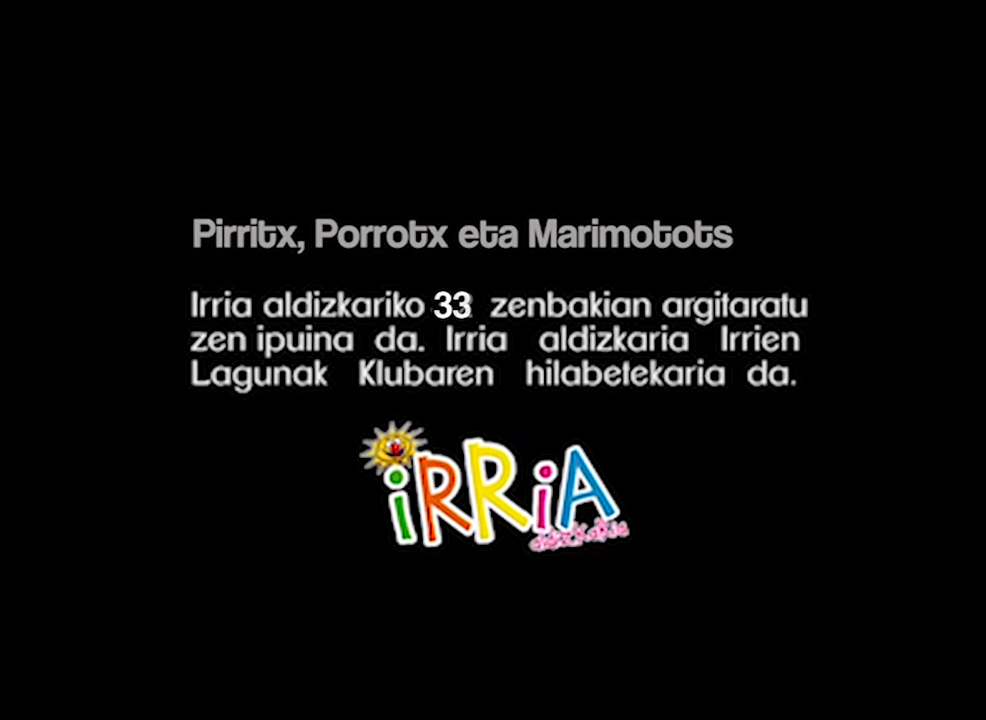 Pirritx, Porrotx eta Marimotots
Irria aldizkariko 33 zenbakian argitaratu
zen ipuina da. Irria aldizkaria Irrien
Lagunak Klubaren hilabetekaria da.
iRRiA
aldizkaria